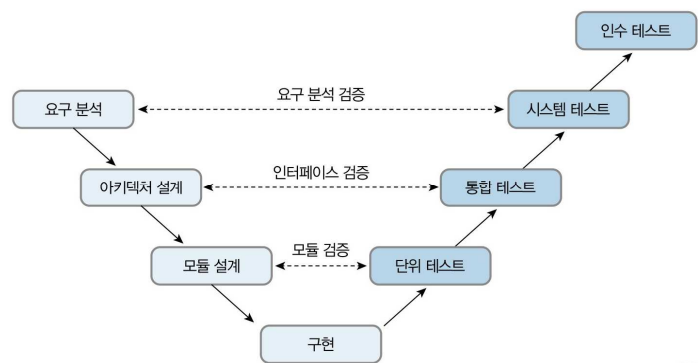 인수 테스트
요구 분석
요구 분석 검증
시스템 테스트
아키텍처 설계
인터페이스 검증
통합 테스트
모듈 설계
모듈 검증
단위 테스트
구현